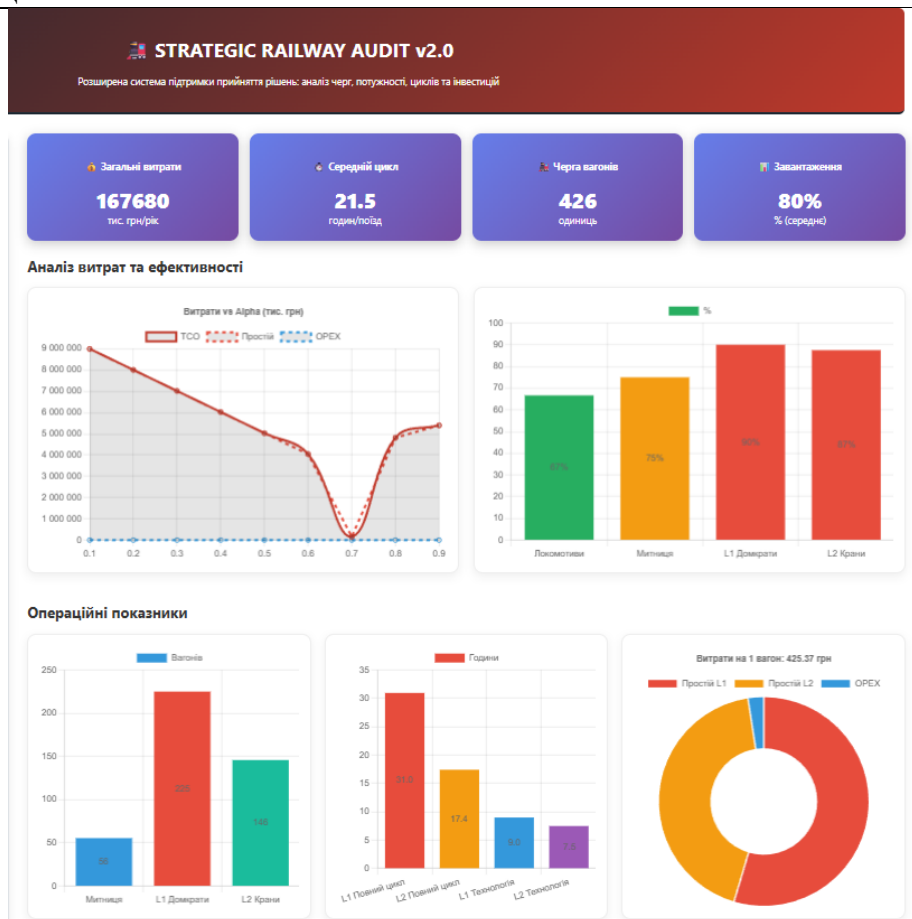 STRATEGIC RAILWAY AUDIT v2.0
Розширена система підтримки прийняття рішень: аналіз черг, потужності, циклів та інвестицій
Загальні витрати
167680
тис. грн/рік
Середній цикл
21.5
годин/поїзд
Черга вагонів
426
одиниць
Завантаження
80%
% (середнє)
Аналіз витрат та ефективності
Витрати vs Alpha (тис. грн)
TCO Простій OPEX
9 000 000
8 000 000
7 000 000
6 000 000
5 000 000
4 000 000
3 000 000
2 000 000
1 000 000
0
0.1 0.2 0.3 0.4 0.5 0.6 0.7 0.8 0.9
%
100
90
80
70
60
50
40
30
20
10
0
67% 75% 90% 87%
Локомотиви Митниця L1 Домкрати L2 Крани
Операційні показники
Вагонів
250
200
150
100
50
0
56 146
Митниця L1 Домкрати L2 Крани
Години
35
30
25
20
15
10
5
0
31.0 17.4 9.0 7.5
L1 Повний цикл L2 Повний цикл L1 Технологія L2 Технологія
Витрати на 1 вагон: 425.37 грн
Простій L1 Простій L2 OPEX